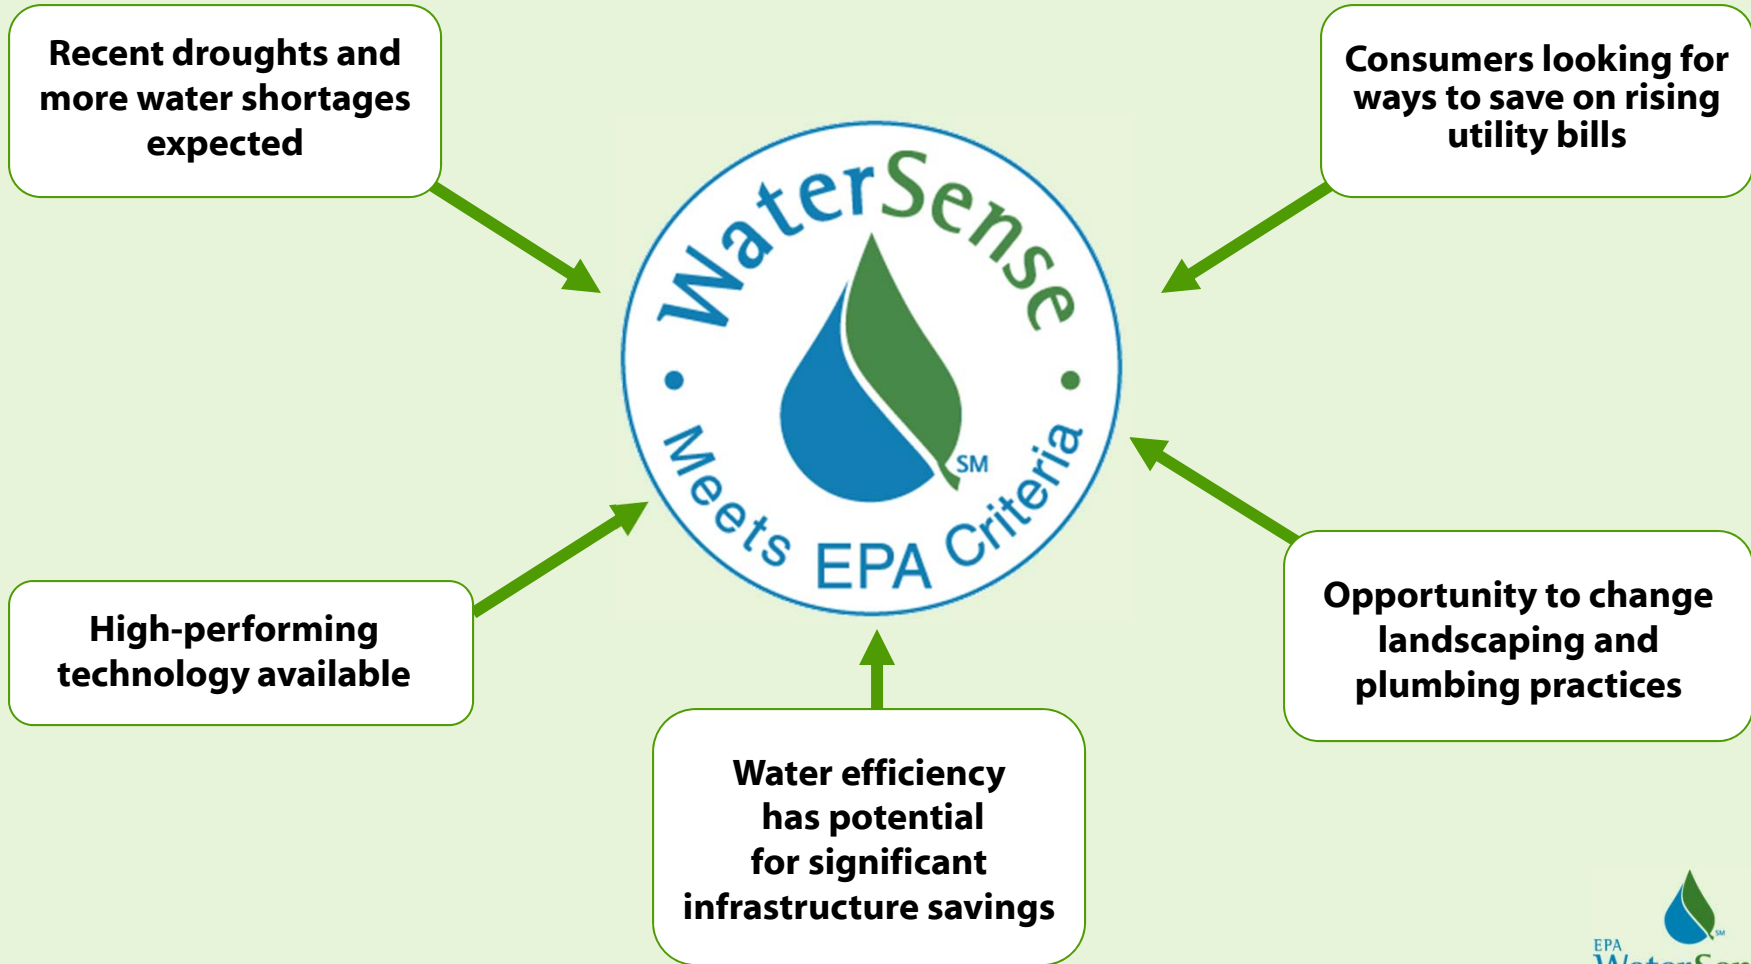 Recent droughts and
more water shortages
expected
Consumers looking for
ways to save on rising
utility bills
WaterSense
SM
Meets EPA Criteria
High-performing
technology available
Opportunity to change
landscaping and
plumbing practices
Water efficiency
has potential
for significant
infrastructure savings
SM
EPA